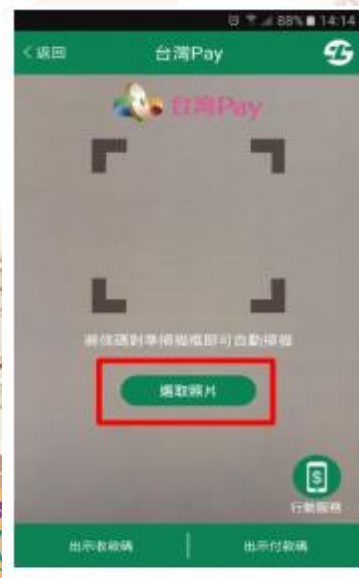 88% 14:14
< 返回 台灣Pay
台灣Pay
將條碼對準掃描框即可自動掃描
選取照片
行動服務
出示收款碼 出示付款碼